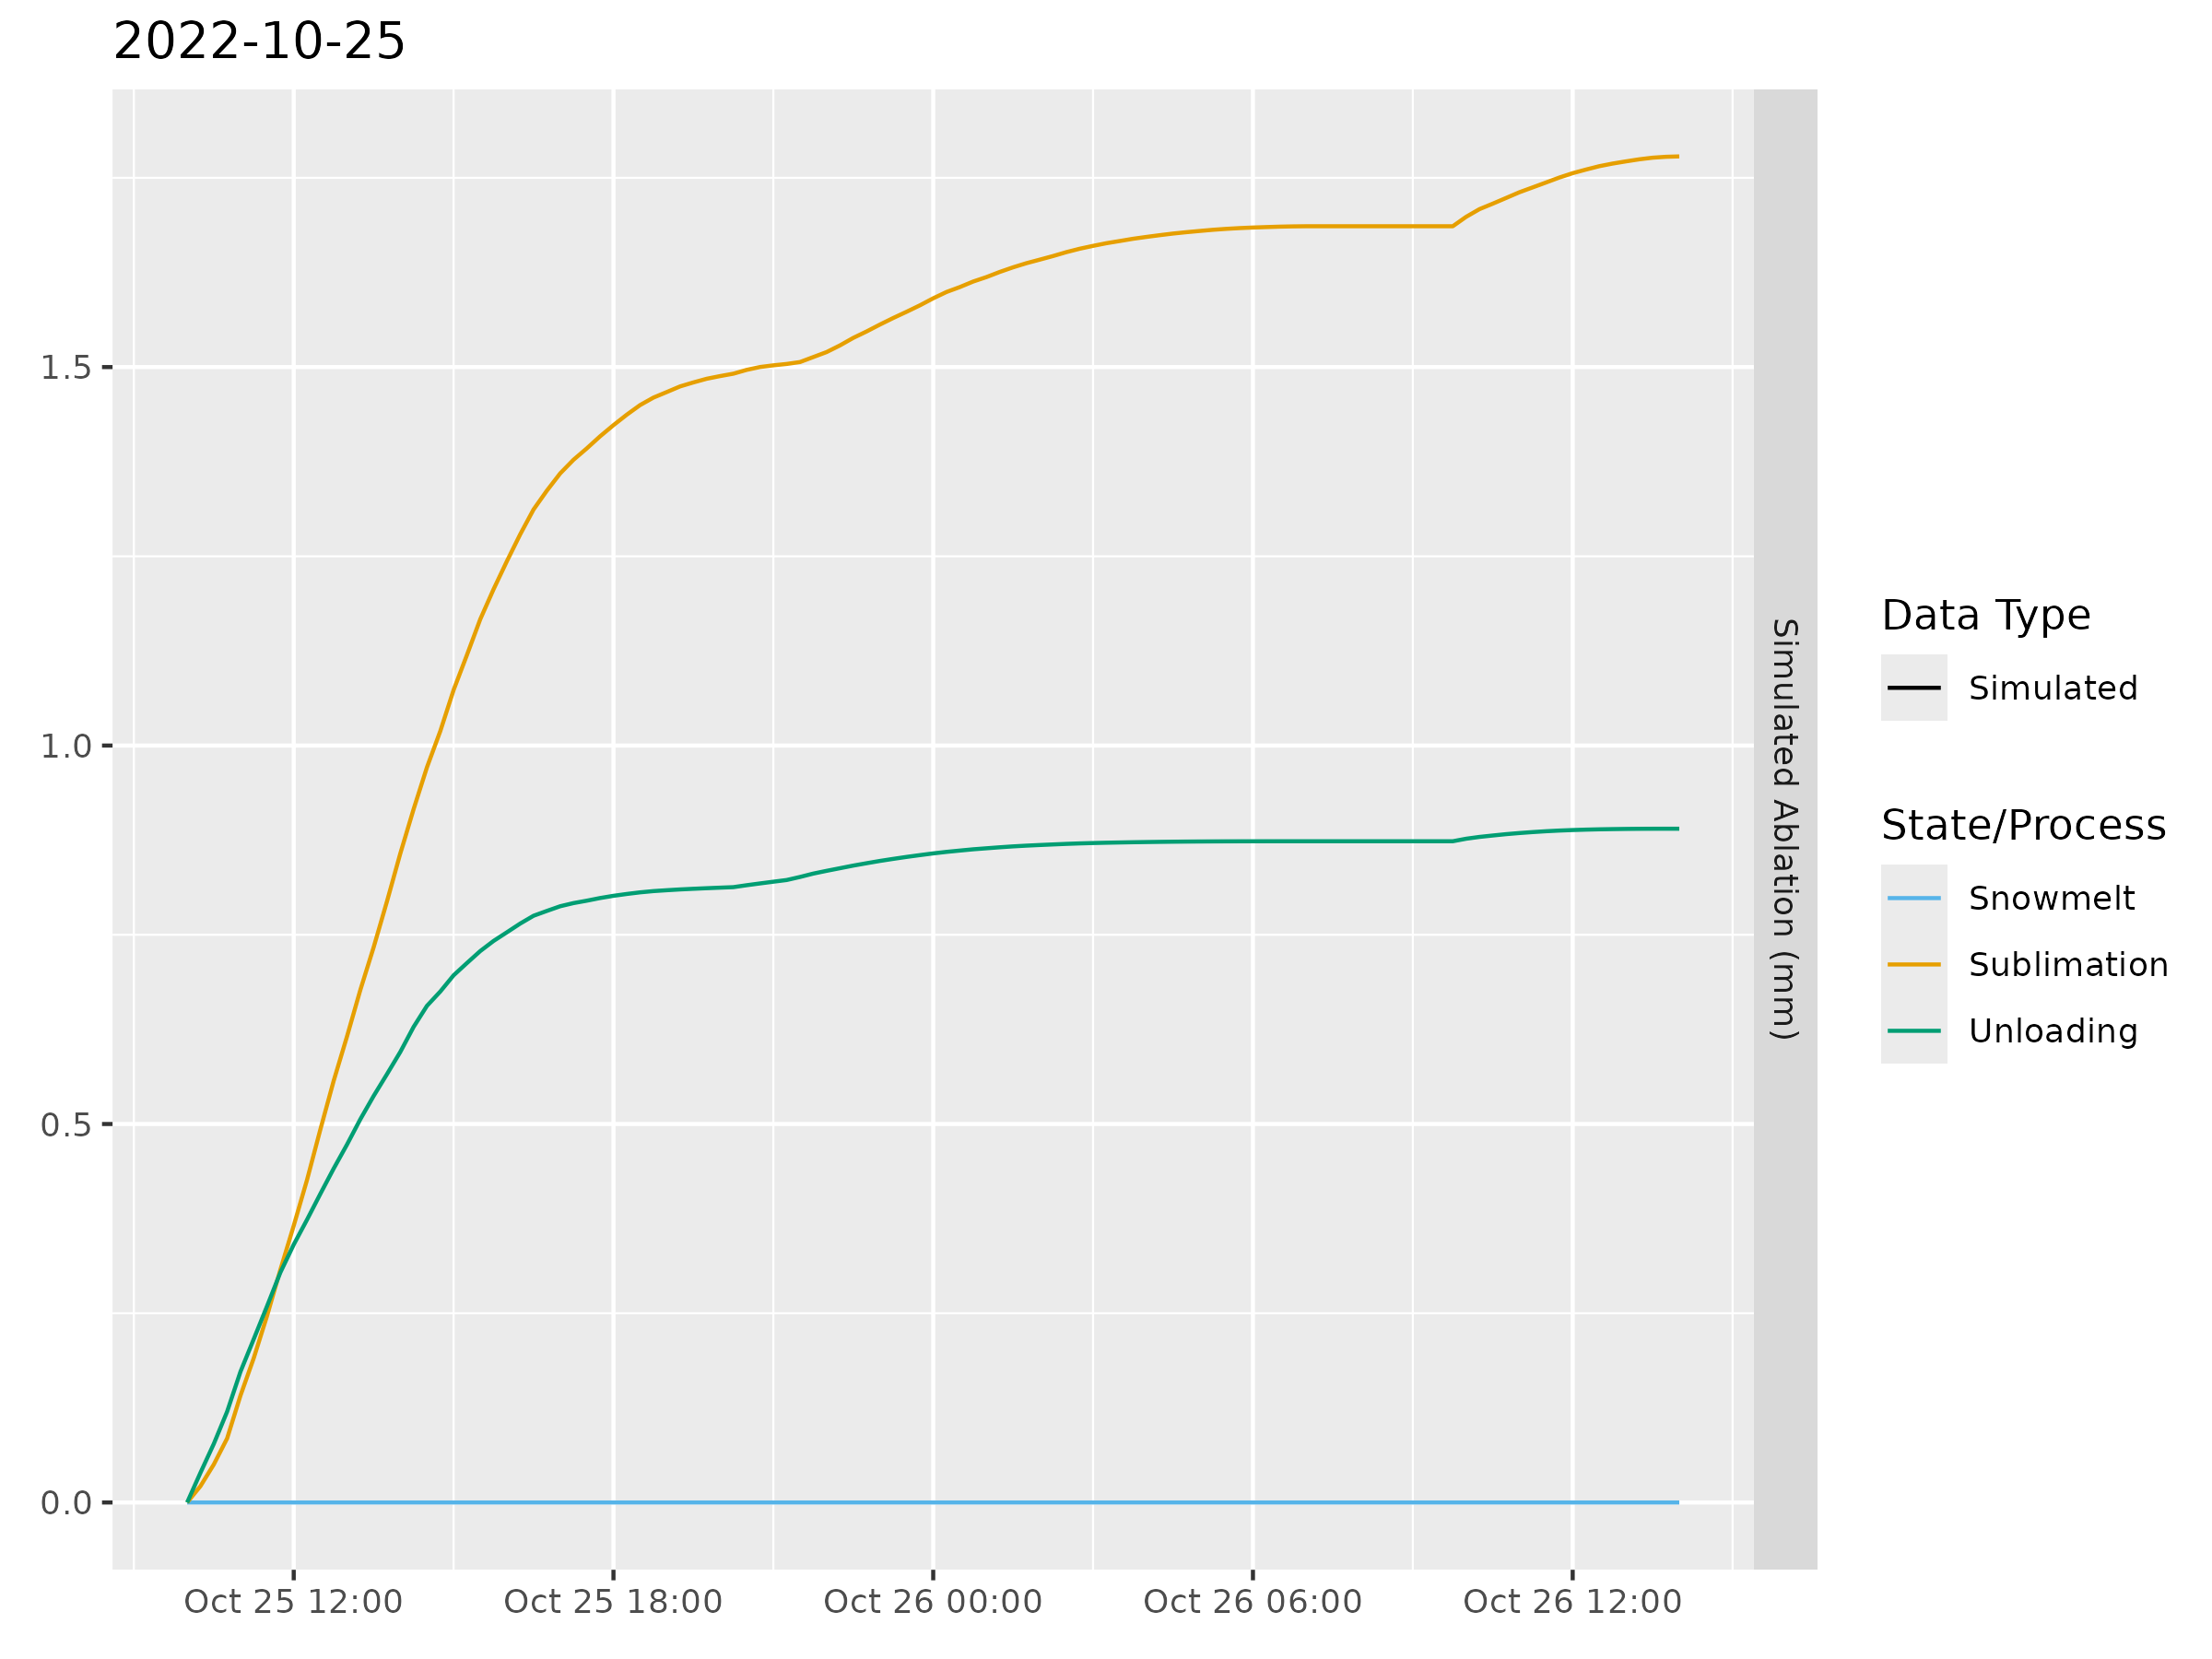 2022-10-25
1.5
1.0
0.5
0.0
Oct 25 12:00
Oct 25 18:00
Oct 26 00:00
Oct 26 06:00
Oct 26 12:00
Simulated Ablation (mm)
Data Type
Simulated
State/Process
Snowmelt
Sublimation
Unloading